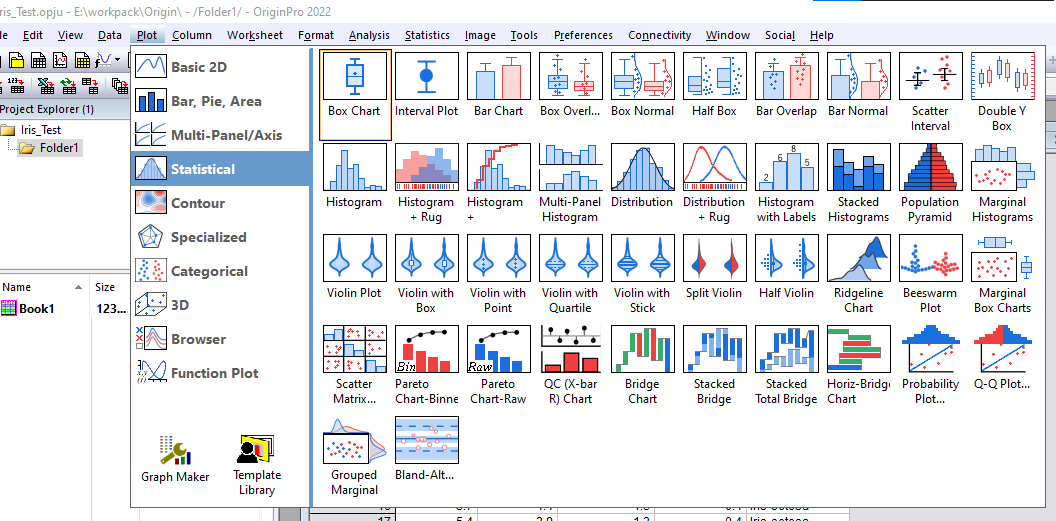 ris_Test.opju - E:\workpack\Origin\ - /Folder1/ - OriginPro 2022
le Edit View Data Plot Column Worksheet Format Analysis Statistics Image Tools Preferences Connectivity Window Social Help
Project Explorer (1)
Iris_Test
Folder1
Name Size
Book1 123...
Basic 2D
Bar, Pie, Area
Multi-Panel/Axis
Statistical
Contour
Specialized
Categorical
3D
Browser
Function Plot
Graph Maker
Template
Library
Box Chart Interval Plot Bar Chart Box Overl... Box Normal Half Box Bar Overlap Bar Normal Scatter Double Y
Interval Box
2 6 8 5
Histogram Histogram Histogram Multi-Panel Distribution Distribution Histogram Stacked Population Marginal
+ Rug + Histogram + Rug with Labels Histograms Pyramid Histograms
Violin Plot Violin with Violin with Violin with Violin with Split Violin Half Violin Ridgeline Beeswarm Marginal
Box Point Quartile Stick Chart Plot Box Charts
Bin Raw
Scatter Pareto Pareto QC (X-bar Bridge Stacked Stacked Horiz-Bridge Probability Q-Q Plot...
Matrix... Chart-Binne Chart-Raw R) Chart Chart Bridge Total Bridge Chart Plot...
Grouped Bland-Alt...
Marginal
17 5.4 3.9 1.3 0.4